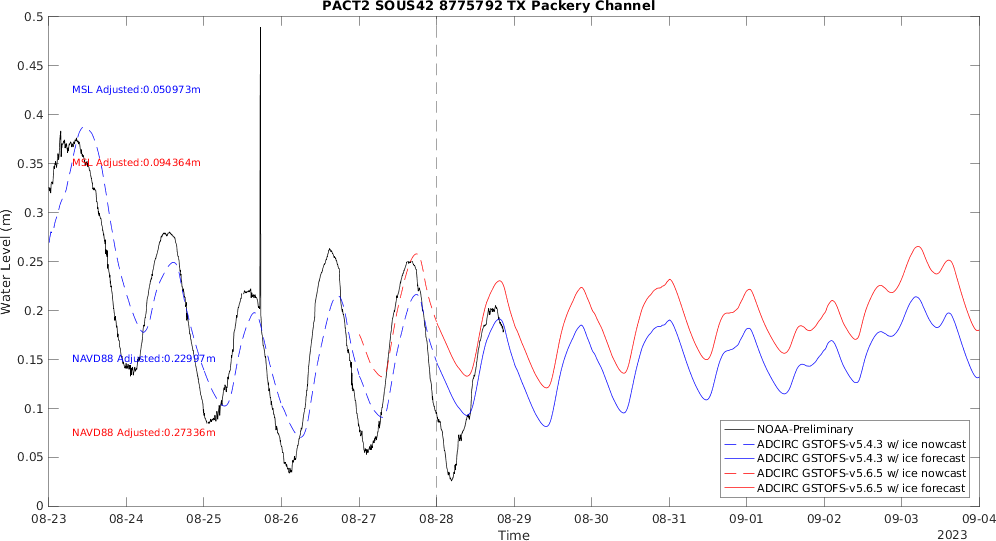 PACT2 SOUS42 8775792 TX Packery Channel
0.5
0.45
0.4
0.35
0.3
0.25
0.2
0.15
0.1
0.05
0
Water Level (m)
MSL Adjusted:0.050973m
MSL Adjusted:0.094364m
NAVD88 Adjusted:0.22997m
NAVD88 Adjusted:0.27336m
NOAA-Preliminary
ADCIRC GSTOFS-v5.4.3 w/ ice nowcast
ADCIRC GSTOFS-v5.4.3 w/ ice forecast
ADCIRC GSTOFS-v5.6.5 w/ ice nowcast
ADCIRC GSTOFS-v5.6.5 w/ ice forecast
08-23 08-24 08-25 08-26 08-27 08-28 08-29 08-30 08-31 09-01 09-02 09-03 09-04
Time
2023